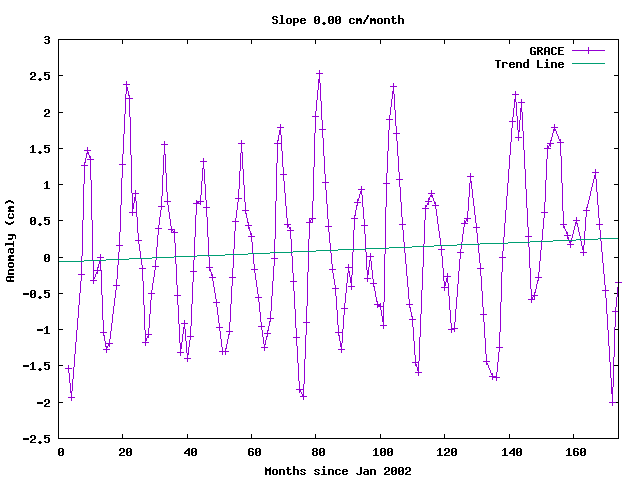 Slope 0.00 cm/month
GRACE
Trend Line
3
2.5
2
1.5
1
0.5
0
-0.5
-1
-1.5
-2
-2.5
Anomaly (cm)
0 20 40 60 80 100 120 140 160
Months since Jan 2002